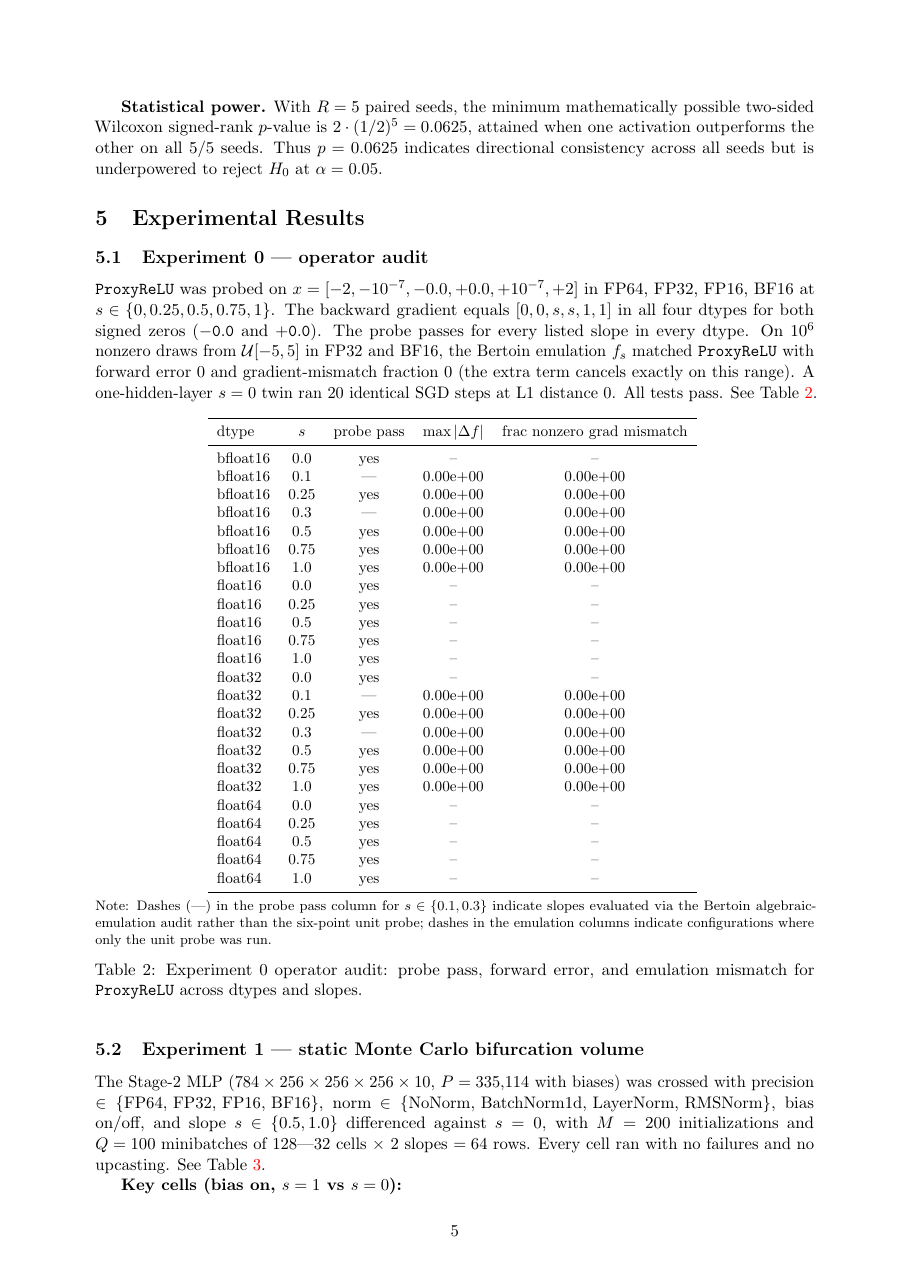 Statistical power. With R = 5 paired seeds, the minimum mathematically possible two-sided
Wilcoxon signed-rank p-value is 2 · (1/2)⁵ = 0.0625, attained when one activation outperforms the
other on all 5/5 seeds. Thus p = 0.0625 indicates directional consistency across all seeds but is
underpowered to reject H₀ at α = 0.05.
5 Experimental Results
5.1 Experiment 0 — operator audit
ProxyReLU was probed on x = [−2, −10⁻⁷, −0.0, +0.0, +10⁻⁷, +2] in FP64, FP32, FP16, BF16 at
s ∈ {0, 0.25, 0.5, 0.75, 1}. The backward gradient equals [0, 0, s, s, 1, 1] in all four dtypes for both
signed zeros (−0.0 and +0.0). The probe passes for every listed slope in every dtype. On 10⁶
nonzero draws from 𝒰[−5, 5] in FP32 and BF16, the Bertoin emulation fₛ matched ProxyReLU with
forward error 0 and gradient-mismatch fraction 0 (the extra term cancels exactly on this range). A
one-hidden-layer s = 0 twin ran 20 identical SGD steps at L1 distance 0. All tests pass. See Table 2.
dtype s probe pass max |Δf| frac nonzero grad mismatch
bfloat16 0.0 yes – –
bfloat16 0.1 — 0.00e+00 0.00e+00
bfloat16 0.25 yes 0.00e+00 0.00e+00
bfloat16 0.3 — 0.00e+00 0.00e+00
bfloat16 0.5 yes 0.00e+00 0.00e+00
bfloat16 0.75 yes 0.00e+00 0.00e+00
bfloat16 1.0 yes 0.00e+00 0.00e+00
float16 0.0 yes – –
float16 0.25 yes – –
float16 0.5 yes – –
float16 0.75 yes – –
float16 1.0 yes – –
float32 0.0 yes – –
float32 0.1 — 0.00e+00 0.00e+00
float32 0.25 yes 0.00e+00 0.00e+00
float32 0.3 — 0.00e+00 0.00e+00
float32 0.5 yes 0.00e+00 0.00e+00
float32 0.75 yes 0.00e+00 0.00e+00
float32 1.0 yes 0.00e+00 0.00e+00
float64 0.0 yes – –
float64 0.25 yes – –
float64 0.5 yes – –
float64 0.75 yes – –
float64 1.0 yes – –
Note: Dashes (—) in the probe pass column for s ∈ {0.1, 0.3} indicate slopes evaluated via the Bertoin algebraic-
emulation audit rather than the six-point unit probe; dashes in the emulation columns indicate configurations where
only the unit probe was run.
Table 2: Experiment 0 operator audit: probe pass, forward error, and emulation mismatch for
ProxyReLU across dtypes and slopes.
5.2 Experiment 1 — static Monte Carlo bifurcation volume
The Stage-2 MLP (784 × 256 × 256 × 256 × 10, P = 335,114 with biases) was crossed with precision
∈ {FP64, FP32, FP16, BF16}, norm ∈ {NoNorm, BatchNorm1d, LayerNorm, RMSNorm}, bias
on/off, and slope s ∈ {0.5, 1.0} differenced against s = 0, with M = 200 initializations and
Q = 100 minibatches of 128—32 cells × 2 slopes = 64 rows. Every cell ran with no failures and no
upcasting. See Table 3.
Key cells (bias on, s = 1 vs s = 0):
5